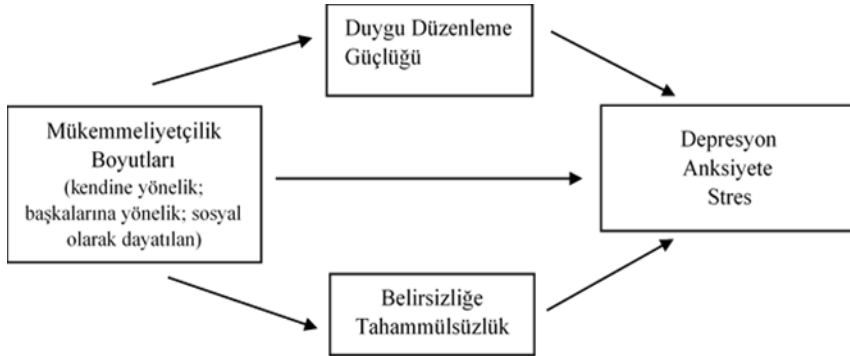 Duygu Düzenleme
Güçlüğü
Mükemmeliyetçilik
Boyutları
(kendine yönelik;
başkalarına yönelik; sosyal
olarak dayatılan)
Depresyon
Anksiyete
Stres
Belirsizliğe
Tahammülsüzlük